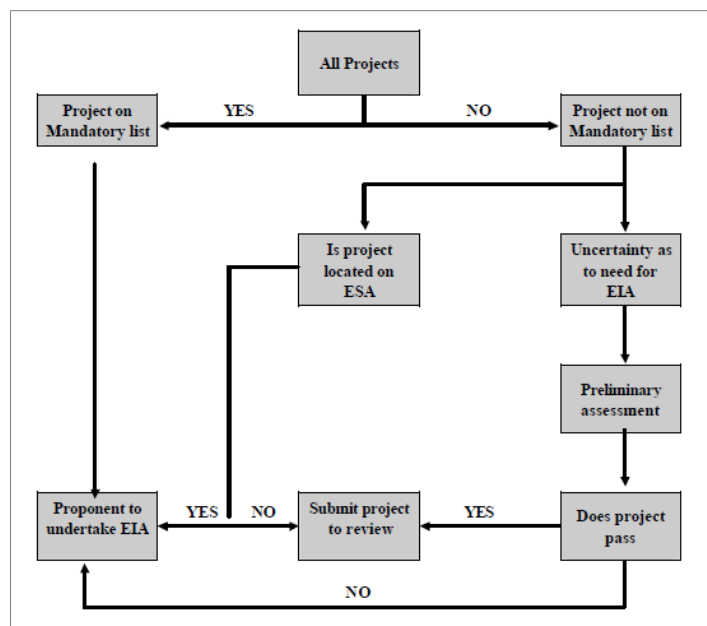 All Projects
Project on
Mandatory list
YES
NO
Project not on
Mandatory list
Is project
located on
ESA
Uncertainty as
to need for
EIA
Preliminary
assessment
Proponent to
undertake EIA
YES
NO
Submit project
to review
YES
Does project
pass
NO